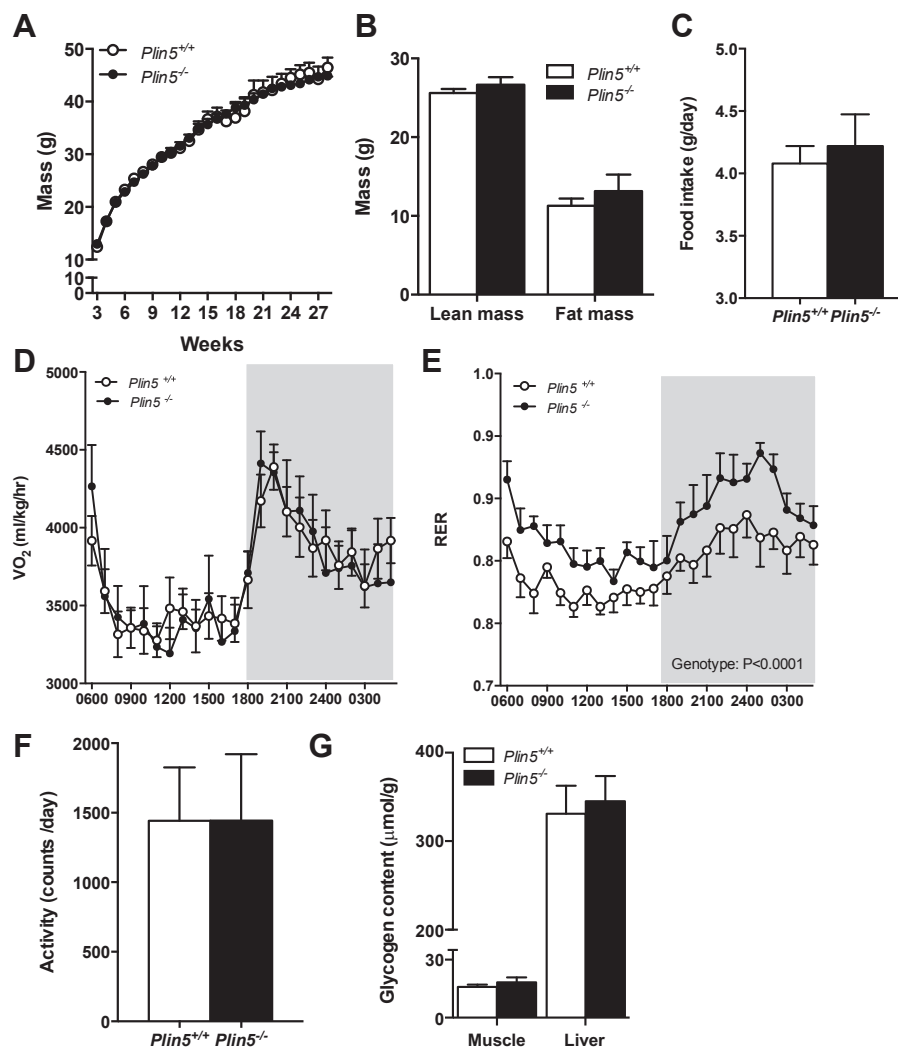 A
Plin5+/+
Plin5-/-
Mass (g)
50
40
30
20
10
10
0
3 6 9 12 15 18 21 24 27
Weeks
B
Plin5+/+
Plin5-/-
Mass (g)
30
20
10
0
Lean mass Fat mass
C
Food intake (g/day)
5.0
4.5
4.0
3.5
3.0
Plin5+/+ Plin5-/-
D
Plin5 +/+
Plin5 -/-
VO2 (ml/kg/hr)
5000
4500
4000
3500
3000
0600 0900 1200 1500 1800 2100 2400 0300
E
Plin5 +/+
Plin5 -/-
RER
1.0
0.9
0.9
0.8
0.8
0.7
Genotype: P<0.0001
0600 0900 1200 1500 1800 2100 2400 0300
F
Activity (counts /day)
2000
1500
1000
500
0
Plin5+/+ Plin5-/-
G
Plin5+/+
Plin5-/-
Glycogen content (μmol/g)
400
300
200
30
0
Muscle Liver